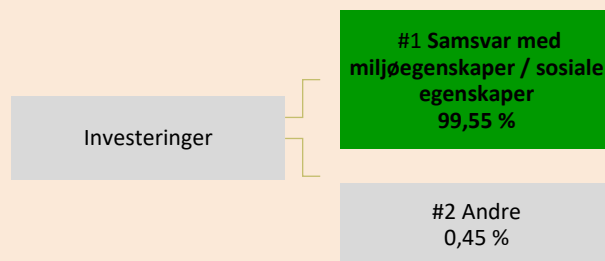 Investeringer
#1 Samsvar med
miljøegenskaper / sosiale
egenskaper
99,55 %
#2 Andre
0,45 %